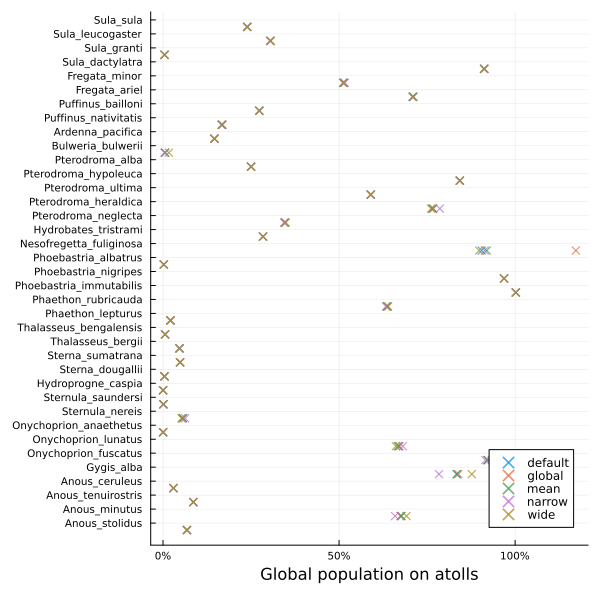 Sula_sula
Sula_leucogaster
Sula_granti
Sula_dactylatra
Fregata_minor
Fregata_ariel
Puffinus_bailloni
Puffinus_nativitatis
Ardenna_pacifica
Bulweria_bulwerii
Pterodroma_alba
Pterodroma_hypoleuca
Pterodroma_ultima
Pterodroma_heraldica
Pterodroma_neglecta
Hydrobates_tristrami
Nesofregetta_fuliginosa
Phoebastria_albatrus
Phoebastria_nigripes
Phoebastria_immutabilis
Phaethon_rubricauda
Phaethon_lepturus
Thalasseus_bengalensis
Thalasseus_bergii
Sterna_sumatrana
Sterna_dougallii
Hydroprogne_caspia
Sternula_saundersi
Sternula_nereis
Onychoprion_anaethetus
Onychoprion_lunatus
Onychoprion_fuscatus
Gygis_alba
Anous_ceruleus
Anous_tenuirostris
Anous_minutus
Anous_stolidus
default
global
mean
narrow
wide
0% 50% 100%
Global population on atolls